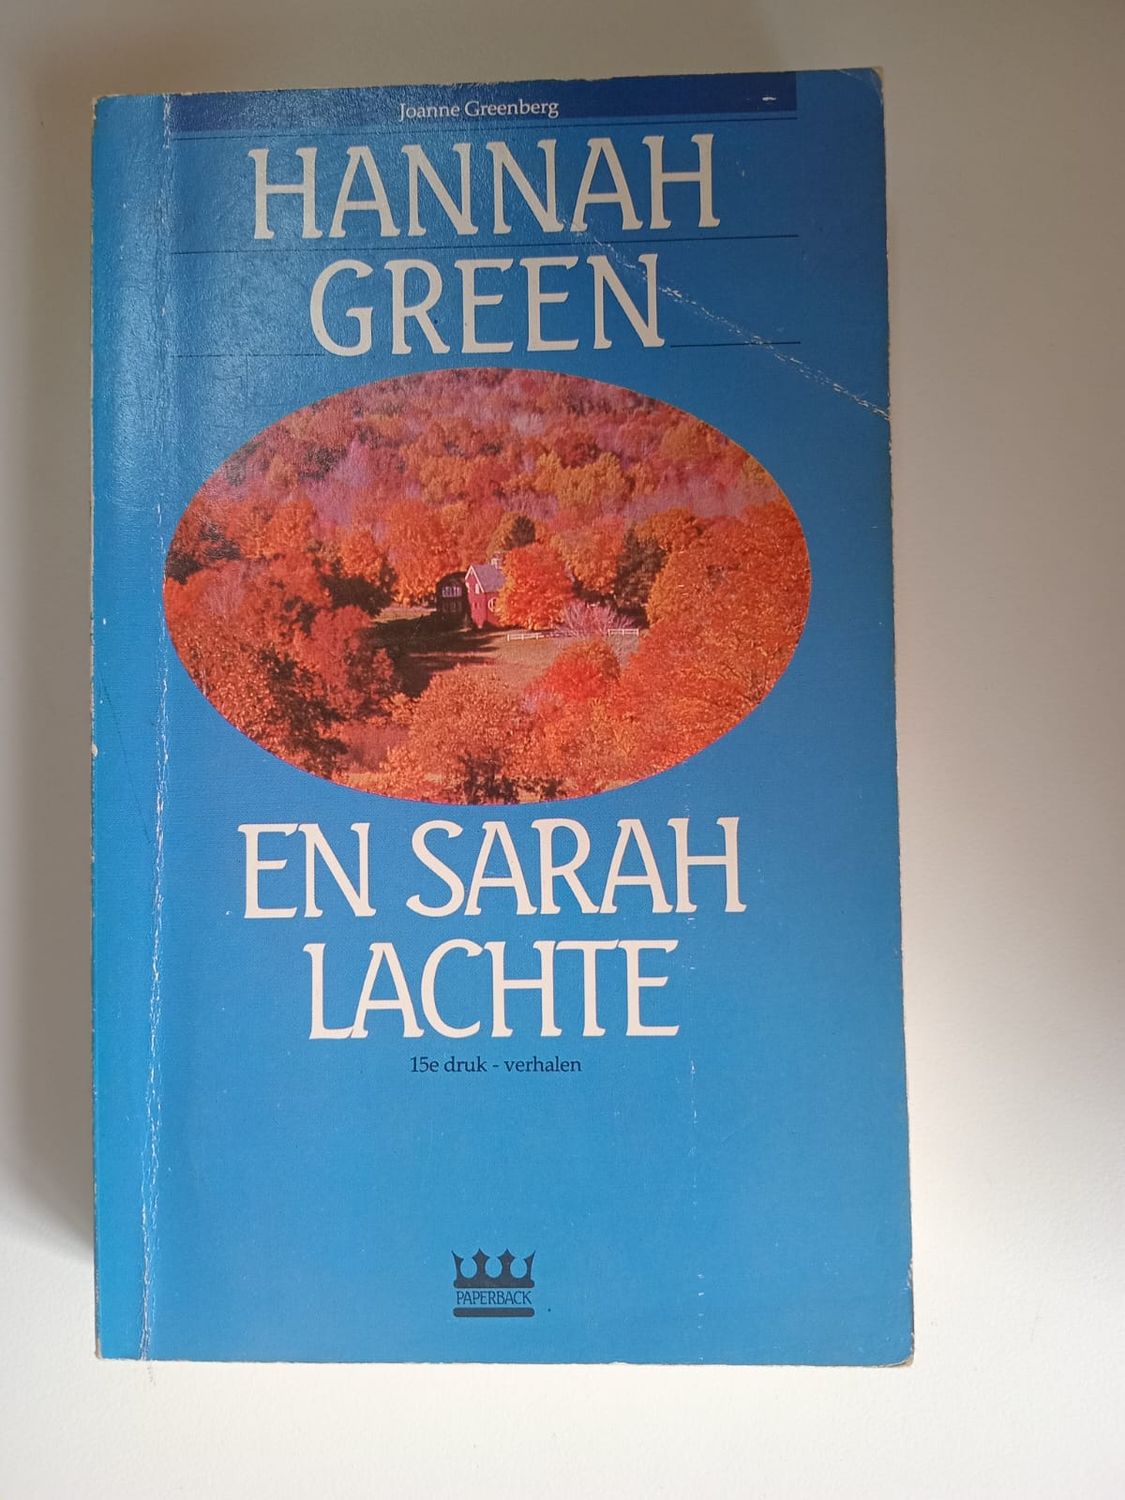 Joanne Greenberg
HANNAH
GREEN
EN SARAH
LACHTE
15e druk - verhalen
PAPERBACK